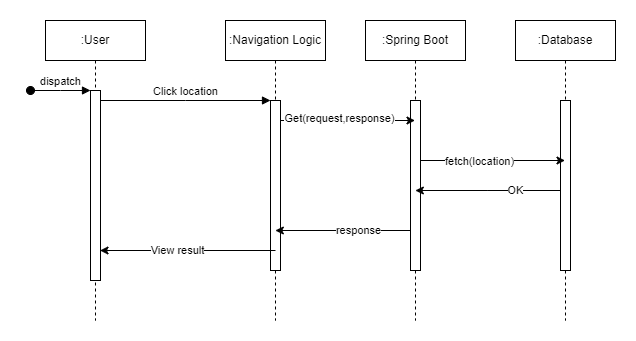 :User
:Navigation Logic
:Spring Boot
:Database
dispatch
Click location
Get(request,response)
fetch(location)
OK
response
View result